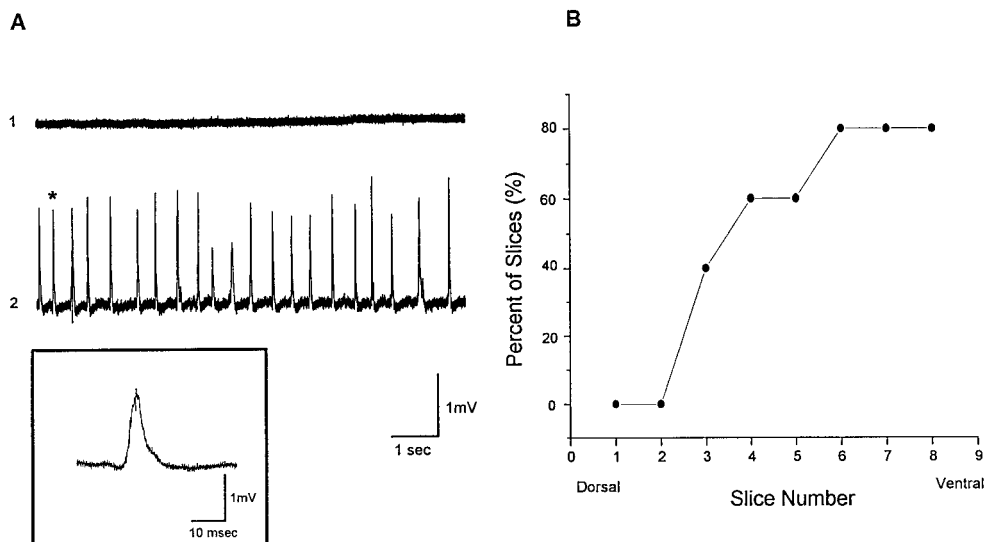 A
1
*
2
1mV
1 sec
1mV
10 msec
B
Percent of Slices (%)
80
60
40
20
0
0 1 2 3 4 5 6 7 8 9
Dorsal
Ventral
Slice Number